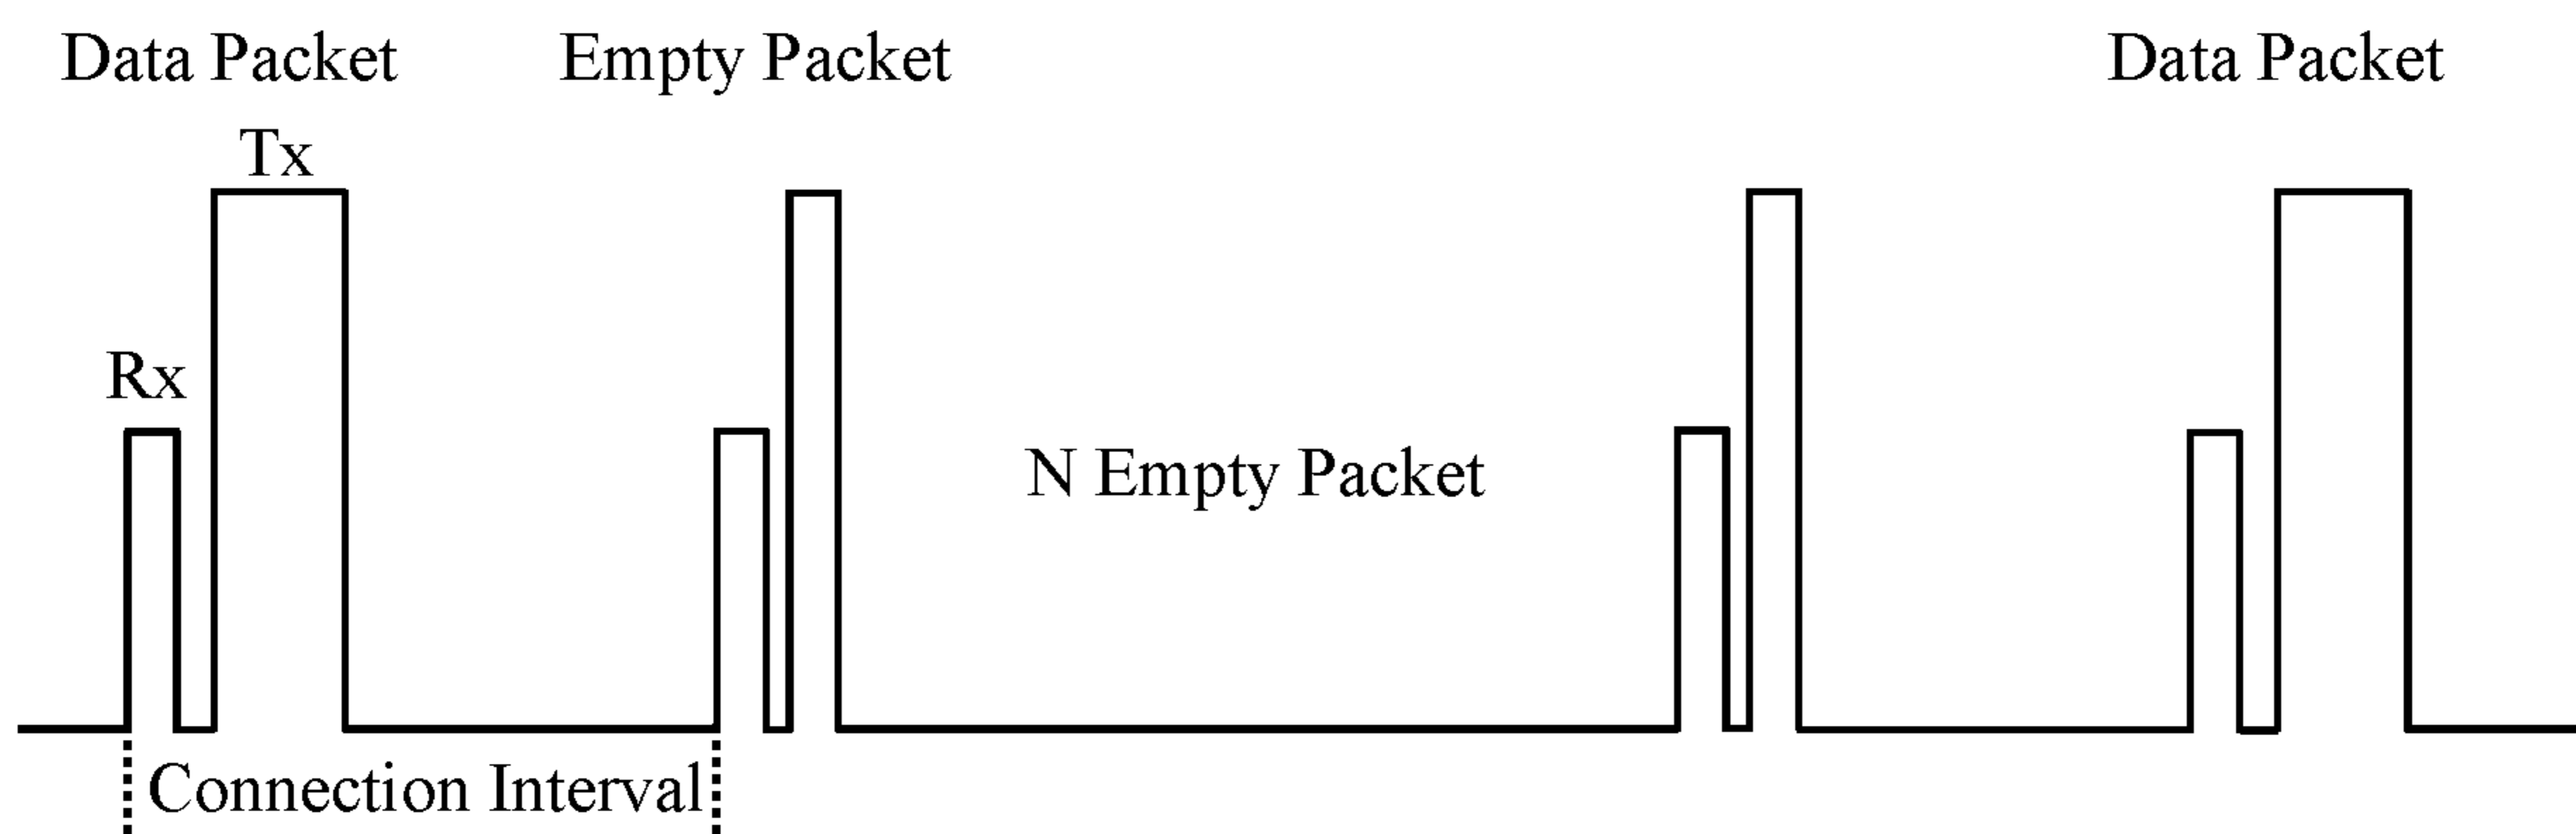 Data Packet
Empty Packet
Data Packet
Tx
Rx
N Empty Packet
Connection Interval